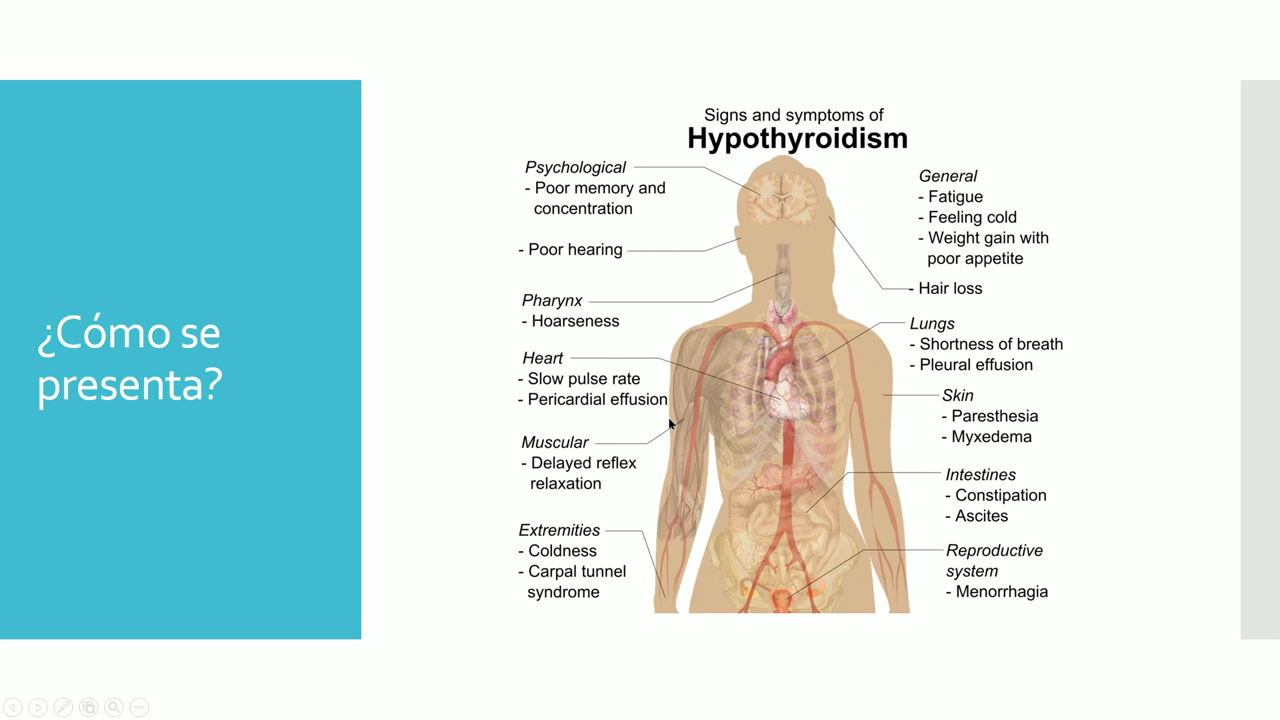 ¿Cómo se
presenta?
Signs and symptoms of
Hypothyroidism
Psychological
- Poor memory and
concentration
- Poor hearing
Pharynx
- Hoarseness
Heart
- Slow pulse rate
- Pericardial effusion
Muscular
- Delayed reflex
relaxation
Extremities
- Coldness
- Carpal tunnel
syndrome
General
- Fatigue
- Feeling cold
- Weight gain with
poor appetite
- Hair loss
Lungs
- Shortness of breath
- Pleural effusion
Skin
- Paresthesia
- Myxedema
Intestines
- Constipation
- Ascites
Reproductive
system
- Menorrhagia